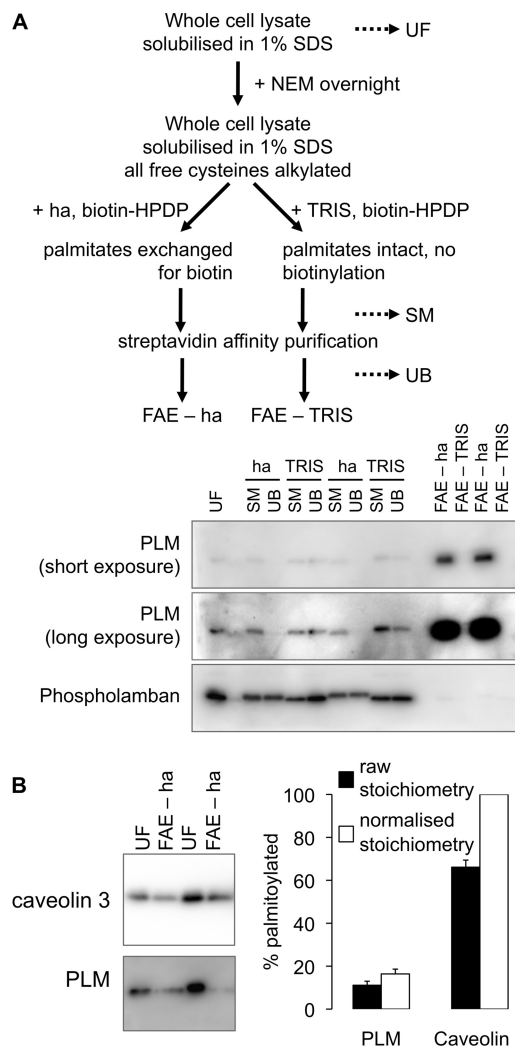 A
Whole cell lysate
solubilised in 1% SDS
UF
+ NEM overnight
Whole cell lysate
solubilised in 1% SDS
all free cysteines alkylated
+ ha, biotin-HPDP
+ TRIS, biotin-HPDP
palmitates exchanged
for biotin
palmitates intact, no
biotinylation
SM
streptavidin affinity purification
UB
FAE – ha
FAE – TRIS
UF
ha TRIS ha TRIS
SM UB SM UB SM UB SM UB
FAE – ha
FAE – TRIS
FAE – ha
FAE – TRIS
PLM
(short exposure)
PLM
(long exposure)
Phospholamban
B
UF
FAE – ha
UF
FAE – ha
caveolin 3
PLM
raw
stoichiometry
normalised
stoichiometry
% palmitoylated
100
80
60
40
20
0
PLM Caveolin